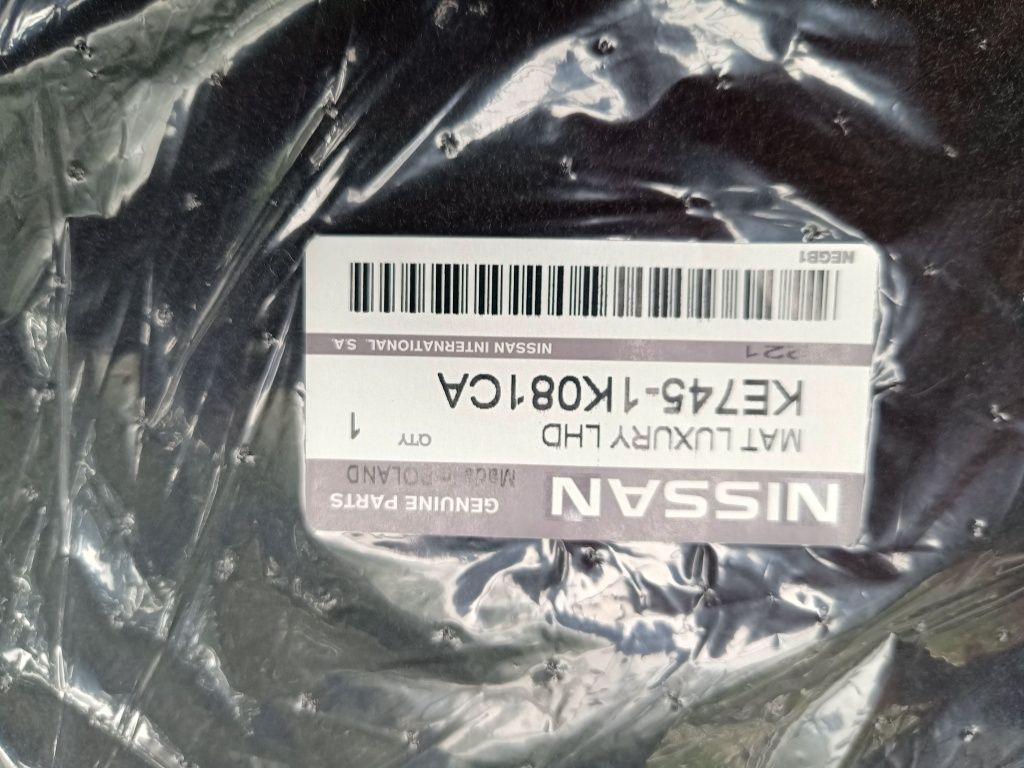 NISSAN GENUINE PARTS
Made in POLAND
MAT LUXURY LHD QTY 1
KE745-1K081CA
221 NISSAN INTERNATIONAL S.A.
NEGB1